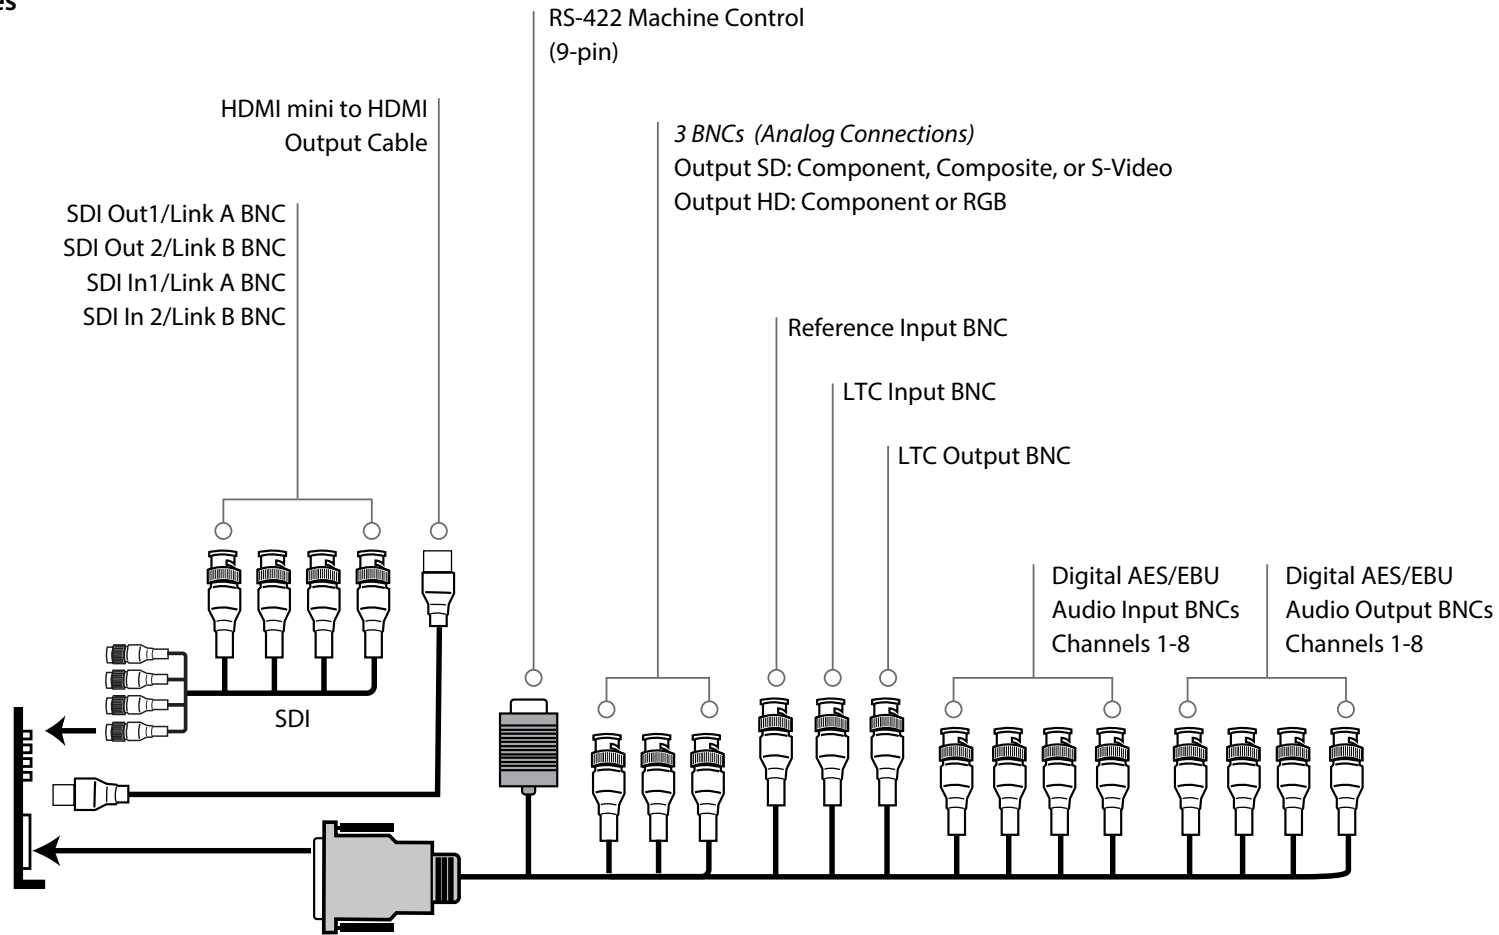 RS-422 Machine Control
(9-pin)
HDMI mini to HDMI
Output Cable
3 BNCs (Analog Connections)
Output SD: Component, Composite, or S-Video
Output HD: Component or RGB
SDI Out1/Link A BNC
SDI Out 2/Link B BNC
SDI In1/Link A BNC
SDI In 2/Link B BNC
Reference Input BNC
LTC Input BNC
LTC Output BNC
Digital AES/EBU
Audio Input BNCs
Channels 1-8
Digital AES/EBU
Audio Output BNCs
Channels 1-8
SDI